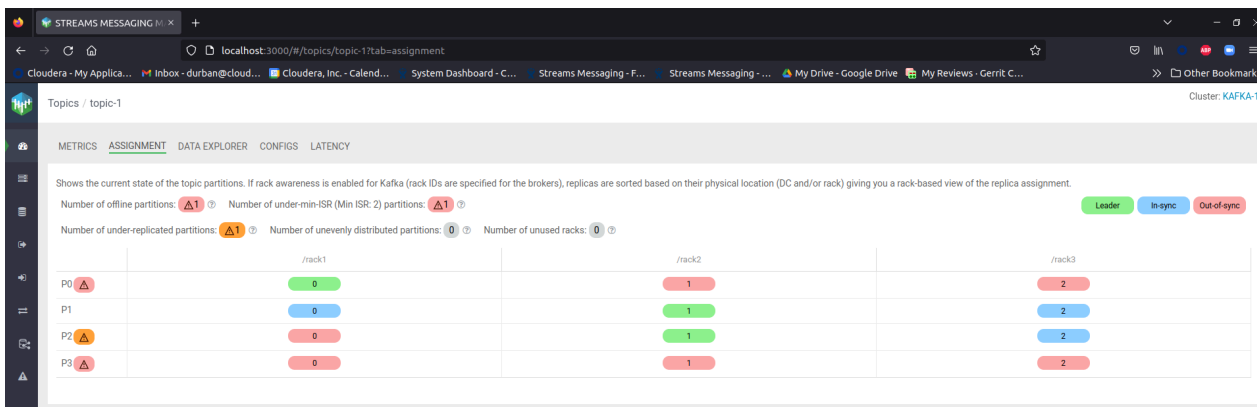 STREAMS MESSAGING M
localhost:3000/#/topics/topic-1?tab=assignment
Cloudera - My Applica... Inbox - durban@cloud... Cloudera, Inc. - Calend... System Dashboard - C... Streams Messaging - F... Streams Messaging - ... My Drive - Google Drive My Reviews · Gerrit C... Other Bookmark
Topics / topic-1 Cluster: KAFKA-1
METRICS ASSIGNMENT DATA EXPLORER CONFIGS LATENCY
Shows the current state of the topic partitions. If rack awareness is enabled for Kafka (rack IDs are specified for the brokers), replicas are sorted based on their physical location (DC and/or rack) giving you a rack-based view of the replica assignment.
Number of offline partitions: 1 Number of under-min-ISR (Min ISR: 2) partitions: 1 Leader In-sync Out-of-sync
Number of under-replicated partitions: 1 Number of unevenly distributed partitions: 0 Number of unused racks: 0
/rack1 /rack2 /rack3
P0 0 1 2
P1 0 1 2
P2 0 1 2
P3 0 1 2